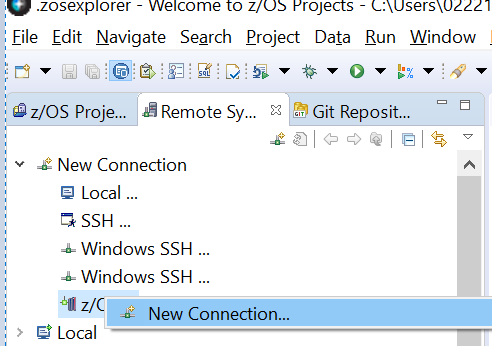 .zosexplorer - Welcome to z/OS Projects - C:\Users\02221
File Edit Navigate Search Project Data Run Window
z/OS Proje... Remote Sy... Git Reposit...
New Connection
Local ...
SSH ...
Windows SSH ...
Windows SSH ...
New Connection...
Local